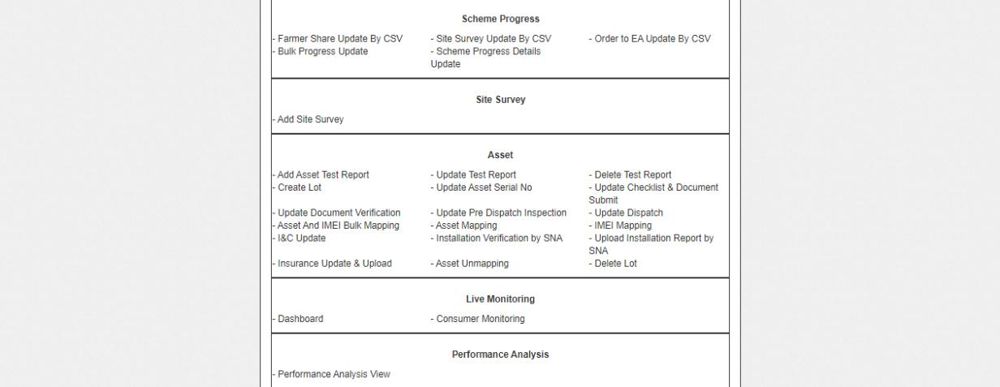 Scheme Progress
- Farmer Share Update By CSV - Site Survey Update By CSV - Order to EA Update By CSV
- Bulk Progress Update - Scheme Progress Details
Update
Site Survey
- Add Site Survey
Asset
- Add Asset Test Report - Update Test Report - Delete Test Report
- Create Lot - Update Asset Serial No - Update Checklist & Document
Submit
- Update Document Verification - Update Pre Dispatch Inspection - Update Dispatch
- Asset And IMEI Bulk Mapping - Asset Mapping - IMEI Mapping
- I&C Update - Installation Verification by SNA - Upload Installation Report by
SNA
- Insurance Update & Upload - Asset Unmapping - Delete Lot
Live Monitoring
- Dashboard - Consumer Monitoring
Performance Analysis
- Performance Analysis View